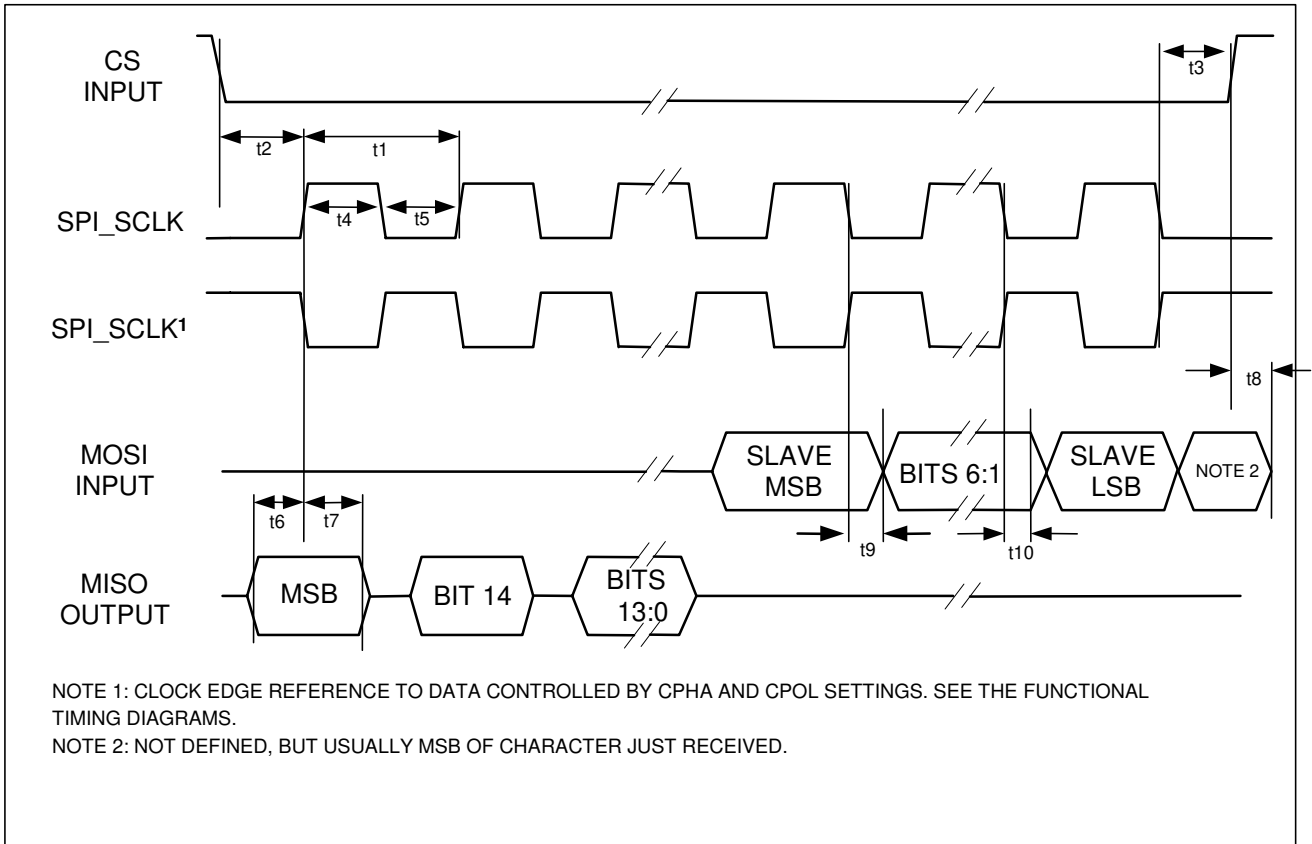 CS
INPUT
t3
t2
t1
t4
t5
SPI_SCLK
SPI_SCLK¹
t8
MOSI
INPUT
SLAVE
MSB
BITS 6:1
SLAVE
LSB
NOTE 2
t6
t7
t9
t10
MISO
OUTPUT
MSB
BIT 14
BITS
13:0
NOTE 1: CLOCK EDGE REFERENCE TO DATA CONTROLLED BY CPHA AND CPOL SETTINGS. SEE THE FUNCTIONAL
TIMING DIAGRAMS.
NOTE 2: NOT DEFINED, BUT USUALLY MSB OF CHARACTER JUST RECEIVED.